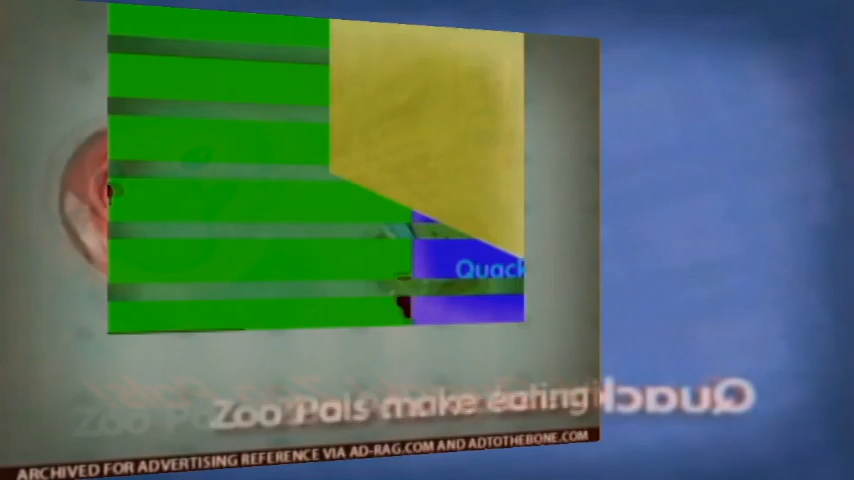 Quack
Zoo Pals make eating
Quack
ARCHIVED FOR ADVERTISING REFERENCE VIA AD-RAG.COM AND ADTOTHEBONE.COM